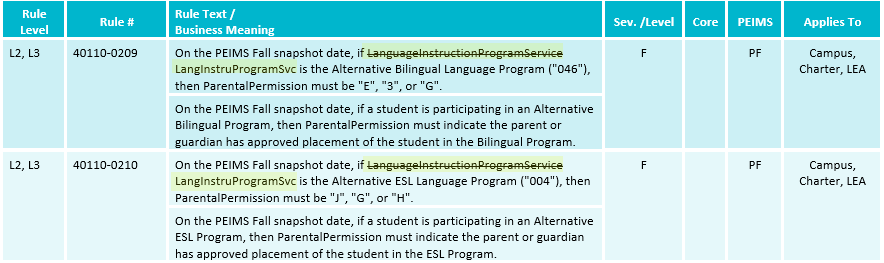 Rule Level
Rule #
Rule Text /
Business Meaning
Sev. /Level
Core
PEIMS
Applies To
L2, L3
40110-0209
On the PEIMS Fall snapshot date, if LanguageInstructionProgramService
LangInstruProgramSvc is the Alternative Bilingual Language Program ("046"),
then ParentalPermission must be "E", "3", or "G".
F
PF
Campus,
Charter, LEA
On the PEIMS Fall snapshot date, if a student is participating in an Alternative
Bilingual Program, then ParentalPermission must indicate the parent or
guardian has approved placement of the student in the Bilingual Program.
L2, L3
40110-0210
On the PEIMS Fall snapshot date, if LanguageInstructionProgramService
LangInstruProgramSvc is the Alternative ESL Language Program ("004"), then
ParentalPermission must be "J", "G", or "H".
F
PF
Campus,
Charter, LEA
On the PEIMS Fall snapshot date, if a student is participating in an Alternative
ESL Program, then ParentalPermission must indicate the parent or guardian
has approved placement of the student in the ESL Program.